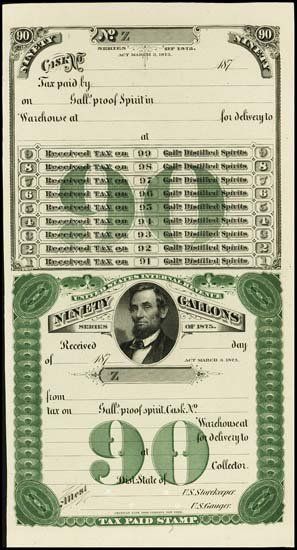 90 No Z 90
NINETY NINETY
SERIES OF 1875.
ACT MARCH 3, 1875.
CASK No 187
Tax paid by
on Galls. proof Spirit in
Warehouse at for delivery to
at
9 Received TAX on 99 Galls. Distilled Spirits 9
8 Received TAX on 98 Galls. Distilled Spirits 8
7 Received TAX on 97 Galls. Distilled Spirits 7
6 Received TAX on 96 Galls. Distilled Spirits 6
5 Received TAX on 95 Galls. Distilled Spirits 5
4 Received TAX on 94 Galls. Distilled Spirits 4
3 Received TAX on 93 Galls. Distilled Spirits 3
2 Received TAX on 92 Galls. Distilled Spirits 2
1 Received TAX on 91 Galls. Distilled Spirits 1
UNITED STATES INTERNAL REVENUE
NINETY GALLONS
SERIES OF 1875.
Received day
of 187 ACT MARCH 3, 1875.
Z
from
tax on Galls. proof spirit, Cask No
Warehouse at
for delivery to
90
at Collector.
Dist. State of
U.S. Storekeeper.
U.S. Gauger.
TAX PAID STAMP.